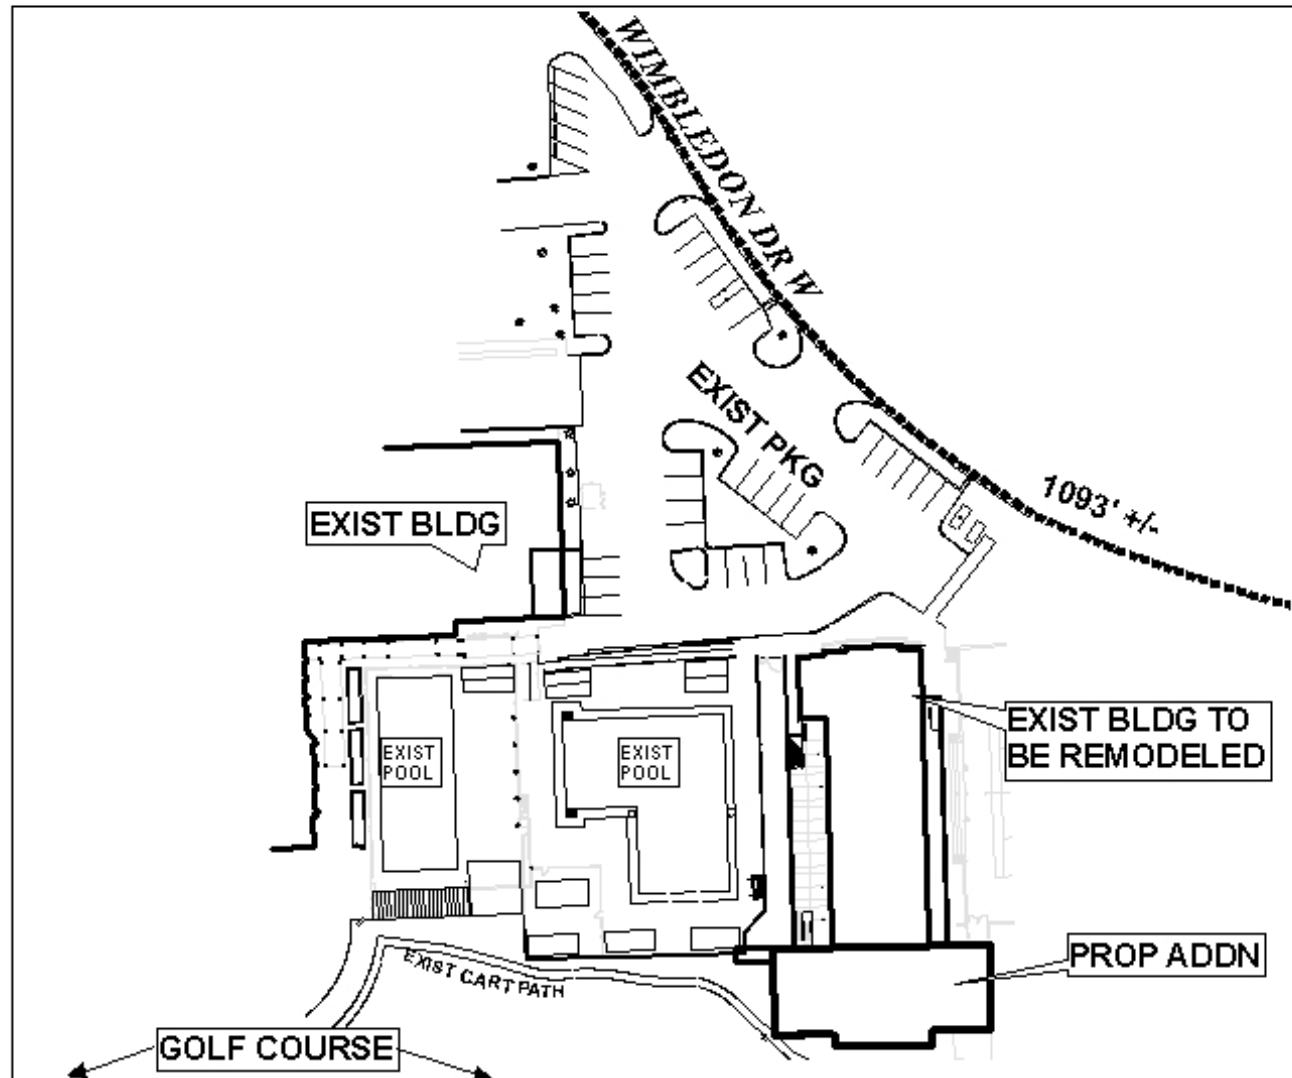 WIMBLEDON DR W
EXIST PKG
1093' +/-
EXIST BLDG
EXIST
POOL
EXIST
POOL
EXIST BLDG TO
BE REMODELED
PROP ADDN
EXIST CART PATH
GOLF COURSE